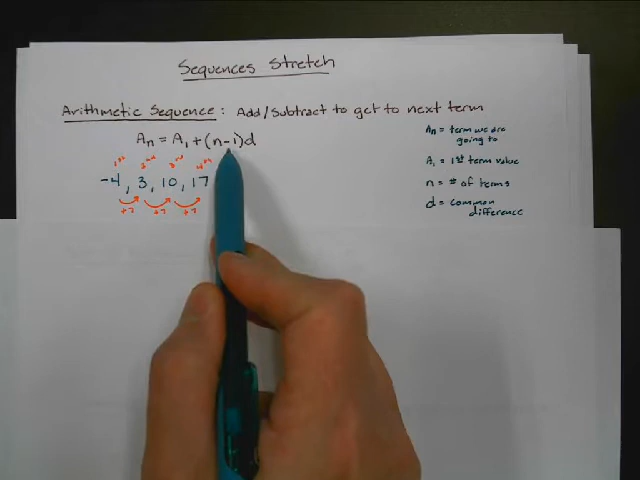 Sequences Stretch
Arithmetic Sequence: Add/Subtract to get to next term
An = A1 + (n-1)d
1st 2nd 3rd 4th
-4, 3, 10, 17
+7 +7 +7
An = term we are
going to
A1 = 1st term value
n = # of terms
d = common
difference